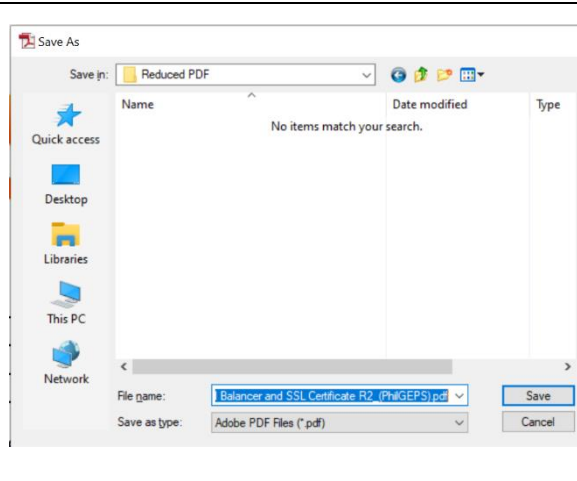 Save As
Save in:
Reduced PDF
Name
Date modified
Type
No items match your search.
Quick access
Desktop
Libraries
This PC
Network
File name:
Balancer and SSL Certificate R2_(PhilGEPS).pdf
Save
Save as type:
Adobe PDF Files (*.pdf)
Cancel